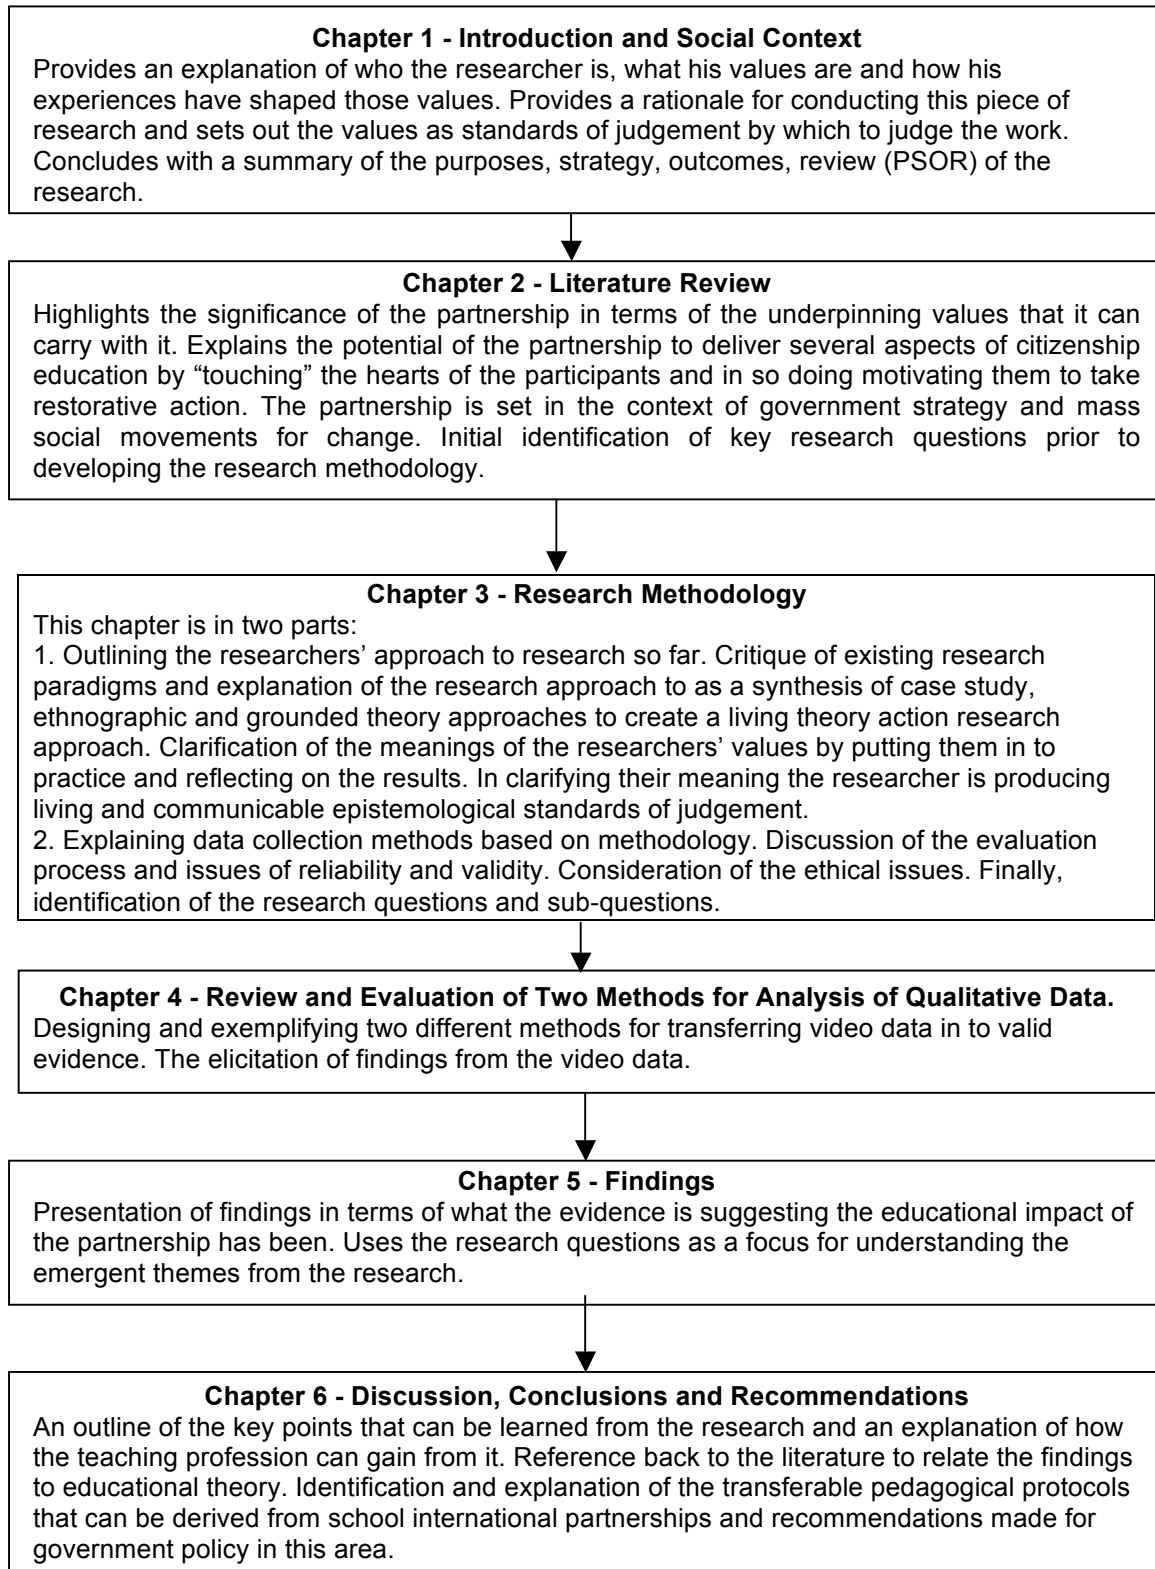 Chapter 1 - Introduction and Social Context
Provides an explanation of who the researcher is, what his values are and how his
experiences have shaped those values. Provides a rationale for conducting this piece of
research and sets out the values as standards of judgement by which to judge the work.
Concludes with a summary of the purposes, strategy, outcomes, review (PSOR) of the
research.
Chapter 2 - Literature Review
Highlights the significance of the partnership in terms of the underpinning values that it can
carry with it. Explains the potential of the partnership to deliver several aspects of citizenship
education by “touching” the hearts of the participants and in so doing motivating them to take
restorative action. The partnership is set in the context of government strategy and mass
social movements for change. Initial identification of key research questions prior to
developing the research methodology.
Chapter 3 - Research Methodology
This chapter is in two parts:
1. Outlining the researchers’ approach to research so far. Critique of existing research
paradigms and explanation of the research approach to as a synthesis of case study,
ethnographic and grounded theory approaches to create a living theory action research
approach. Clarification of the meanings of the researchers’ values by putting them in to
practice and reflecting on the results. In clarifying their meaning the researcher is producing
living and communicable epistemological standards of judgement.
2. Explaining data collection methods based on methodology. Discussion of the evaluation
process and issues of reliability and validity. Consideration of the ethical issues. Finally,
identification of the research questions and sub-questions.
Chapter 4 - Review and Evaluation of Two Methods for Analysis of Qualitative Data.
Designing and exemplifying two different methods for transferring video data in to valid
evidence. The elicitation of findings from the video data.
Chapter 5 - Findings
Presentation of findings in terms of what the evidence is suggesting the educational impact of
the partnership has been. Uses the research questions as a focus for understanding the
emergent themes from the research.
Chapter 6 - Discussion, Conclusions and Recommendations
An outline of the key points that can be learned from the research and an explanation of how
the teaching profession can gain from it. Reference back to the literature to relate the findings
to educational theory. Identification and explanation of the transferable pedagogical protocols
that can be derived from school international partnerships and recommendations made for
government policy in this area.